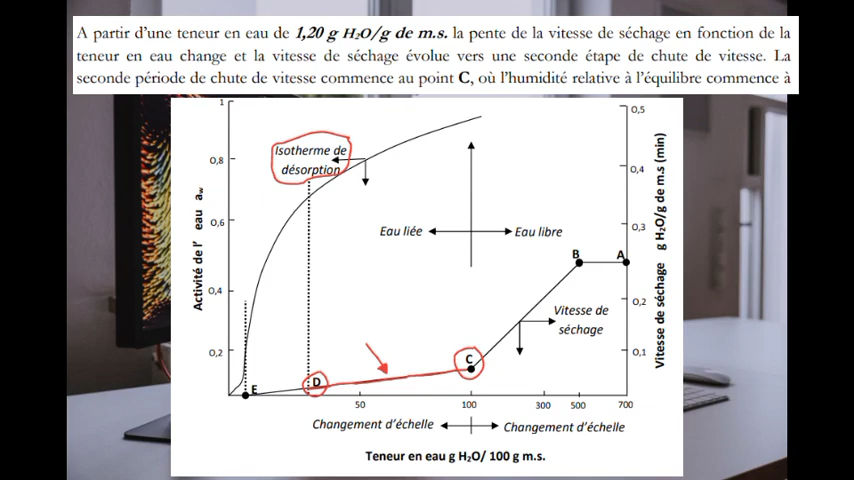 A partir d'une teneur en eau de 1,20 g H₂O/g de m.s. la pente de la vitesse de séchage en fonction de la
teneur en eau change et la vitesse de séchage évolue vers une seconde étape de chute de vitesse. La
seconde période de chute de vitesse commence au point C, où l'humidité relative à l'équilibre commence à
1
0,8
0,6
0,4
0,2
Activité de l' eau aw
Isotherme de
désorption
Eau liée
Eau libre
B
A
Vitesse de
séchage
C
D
E
0,5
0,4
0,3
0,2
0,1
Vitesse de séchage g H₂O/g de m.s (min)
50
100
300
500
700
Changement d'échelle
Changement d'échelle
Teneur en eau g H₂O/ 100 g m.s.